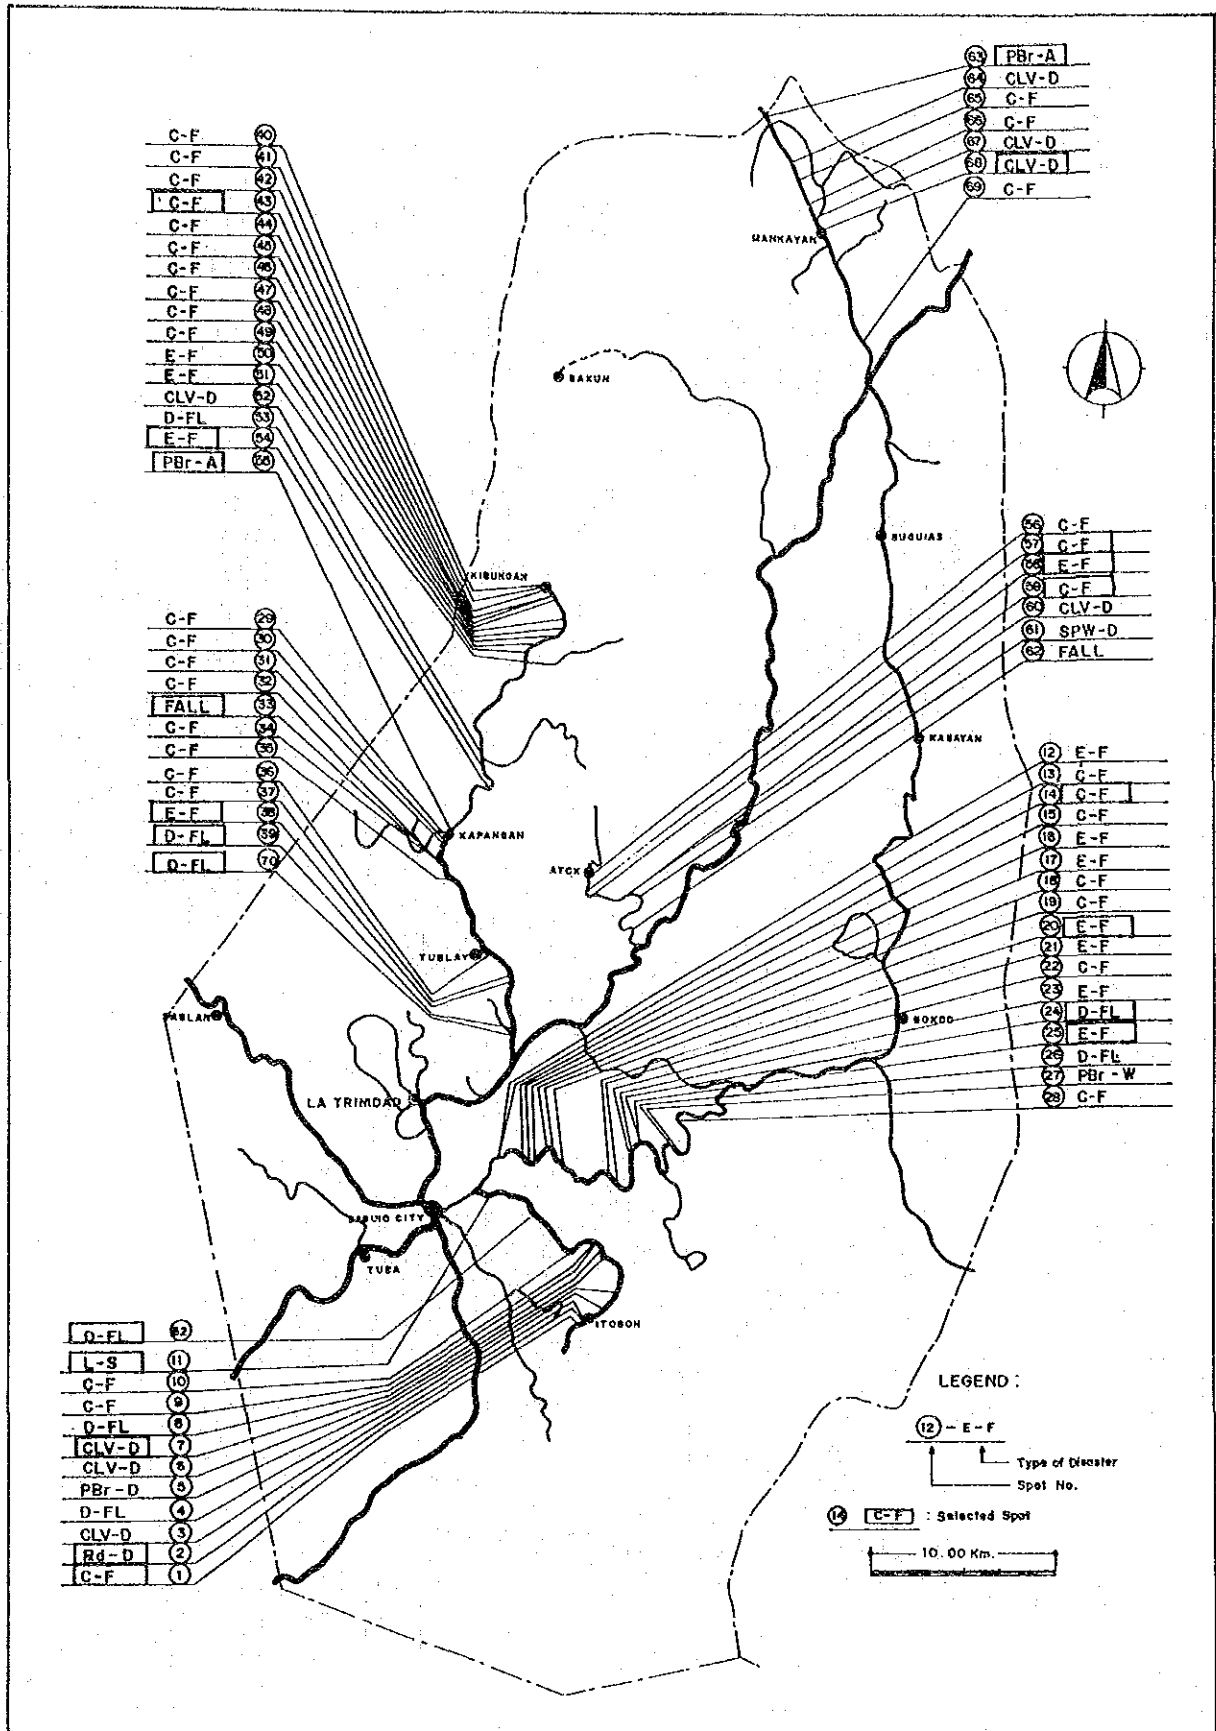 C-F 40
C-F 41
C-F 42
C-F 43
C-F 44
C-F 45
C-F 46
C-F 47
C-F 48
C-F 49
E-F 50
E-F 51
CLV-D 52
D-FL 53
E-F 54
PBr-A 55
63 PBr-A
64 CLV-D
65 C-F
66 C-F
67 CLV-D
68 CLV-D
69 C-F
MANKAYAN
BAKUN
BUGUIAS
KIBUNGAN
56 C-F
57 C-F
58 E-F
59 C-F
60 CLV-D
61 SPW-D
62 FALL
C-F 29
C-F 30
C-F 31
C-F 32
FALL 33
C-F 34
C-F 35
C-F 36
C-F 37
E-F 38
D-FL 39
D-FL 70
KABAYAN
KAPANGAN
ATOK
TUBLAY
12 E-F
13 C-F
14 C-F
15 C-F
16 E-F
17 E-F
18 C-F
19 C-F
20 E-F
21 E-F
22 C-F
23 E-F
24 D-FL
25 E-F
26 D-FL
27 PBr-W
28 C-F
SABLAN
BOKOD
LA TRINIDAD
BAGUIO CITY
TUBA
ITOGON
D-FL
L-S 11
C-F 10
C-F 9
D-FL 8
CLV-D 7
CLV-D 6
PBr-D 5
D-FL 4
CLV-D 3
Rd-D 2
C-F 1
LEGEND :
12 - E-F
Type of Disaster
Spot No.
14 C-F : Selected Spot
10.00 Km.